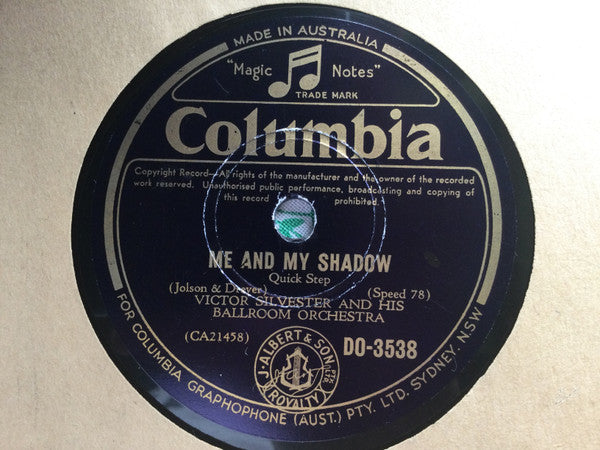 MADE IN AUSTRALIA
"Magic Notes"
TRADE MARK
Columbia
Copyright Record—All rights of the manufacturer and the owner of the recorded
work reserved. Unauthorised public performance, broadcasting and copying of
this record prohibited.
ME AND MY SHADOW
Quick Step
(Jolson & Dreyer) (Speed 78)
VICTOR SILVESTER AND HIS
BALLROOM ORCHESTRA
(CA21458) DO-3538
J. ALBERT & SON
ROYALTY
FOR COLUMBIA GRAPHOPHONE (AUST.) PTY. LTD. SYDNEY. NSW